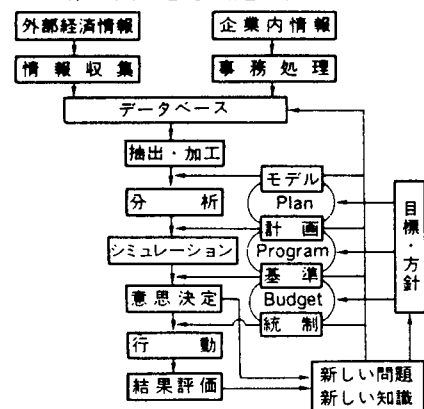 外部経済情報
企業内情報
情報収集
事務処理
データベース
抽出・加工
モデル
分析
Plan
計画
目標・方針
シミュレーション
Program
基準
意思決定
Budget
統制
行動
新しい問題
新しい知識
結果評価